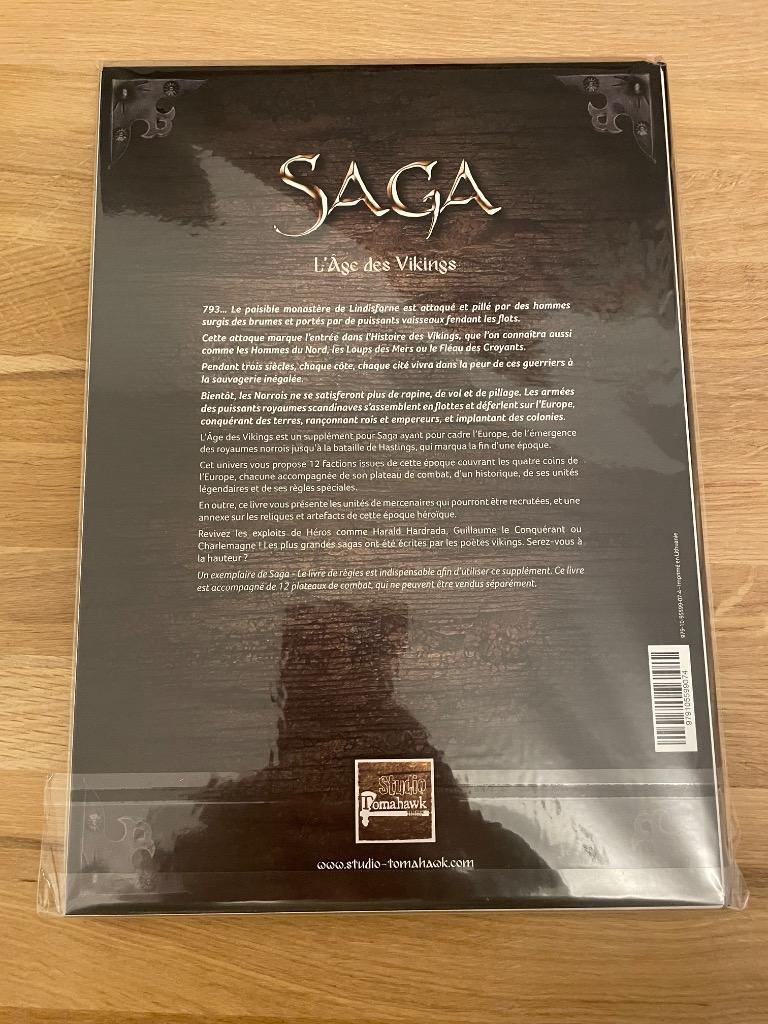 SAGA
L'Âge des Vikings
793... Le paisible monastère de Lindisfarne est attaqué et pillé par des hommes
surgis des brumes et portés par de puissants vaisseaux fendant les flots.
Cette attaque marque l'entrée dans l'Histoire des Vikings, que l'on connaîtra aussi
comme les Hommes du Nord, les Loups des Mers ou le Fléau des Croyants.
Pendant trois siècles, chaque côte, chaque cité vivra dans la peur de ces guerriers à
la sauvagerie inégalée.
Bientôt, les Norrois ne se satisferont plus de rapine, de vol et de pillage. Les armées
des puissants royaumes scandinaves s'assemblent en flottes et déferlent sur l'Europe,
conquérant des terres, rançonnant rois et empereurs, et implantant des colonies.
L'Âge des Vikings est un supplément pour Saga ayant pour cadre l'Europe, de l'émergence
des royaumes norrois jusqu'à la bataille de Hastings, qui marqua la fin d'une époque.
Cet univers vous propose 12 factions issues de cette époque couvrant les quatre coins de
l'Europe, chacune accompagnée de son plateau de combat, d'un historique, de ses unités
légendaires et de ses règles spéciales.
En outre, ce livre vous présente les unités de mercenaires qui pourront être recrutées, et une
annexe sur les reliques et artefacts de cette époque héroïque.
Revivez les exploits de Héros comme Harald Hardrada, Guillaume le Conquérant ou
Charlemagne ! Les plus grandes sagas ont été écrites par les poètes vikings. Serez-vous à
la hauteur ?
Un exemplaire de Saga - Le livre de règles est indispensable afin d'utiliser ce supplément. Ce livre
est accompagné de 12 plateaux de combat, qui ne peuvent être vendus séparément.
979-10-95599-07-4 - Imprimé en Lithuanie
9791095599074
Studio
Tomahawk
www.studio-tomahawk.com